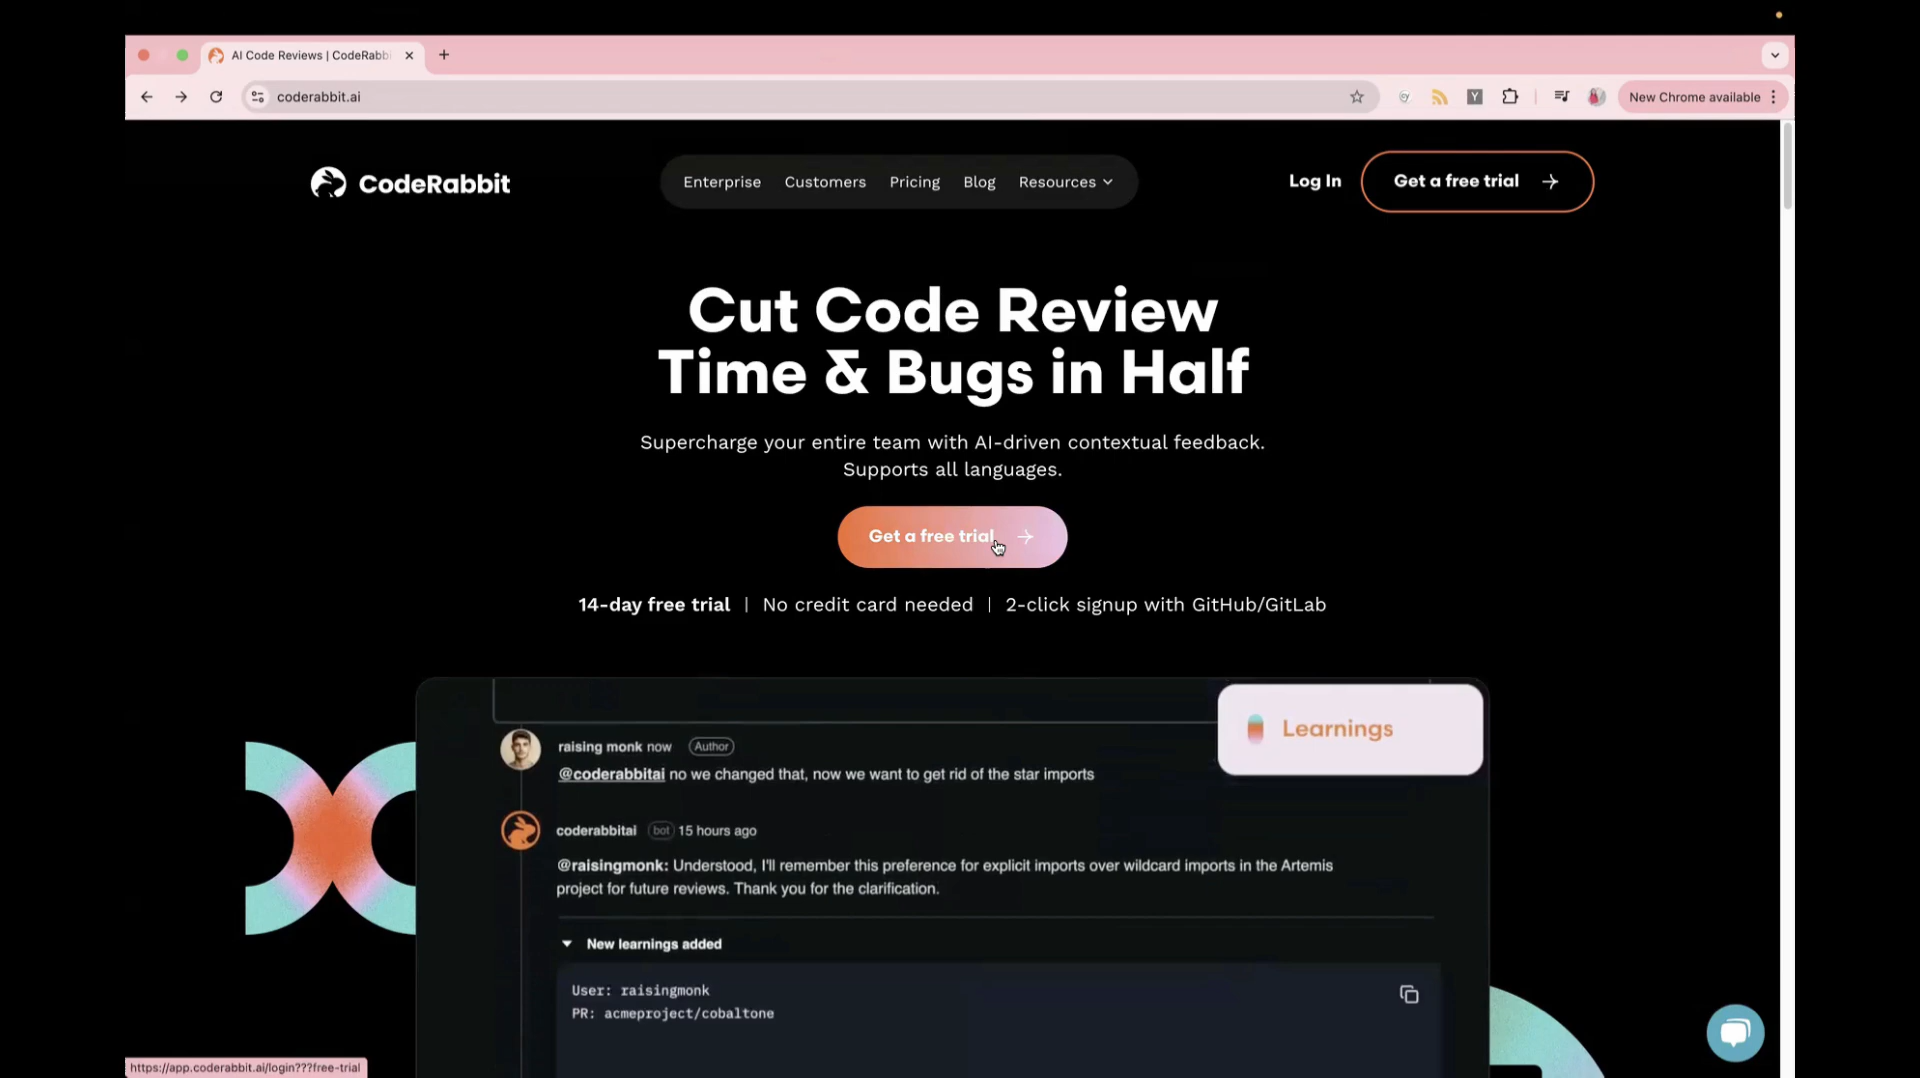 AI Code Reviews | CodeRabbi
coderabbit.ai
New Chrome available
CodeRabbit
Enterprise
Customers
Pricing
Blog
Resources
Log In
Get a free trial
Cut Code Review
Time & Bugs in Half
Supercharge your entire team with AI-driven contextual feedback.
Supports all languages.
Get a free trial
14-day free trial | No credit card needed | 2-click signup with GitHub/GitLab
Learnings
raising monk now Author
@coderabbitai no we changed that, now we want to get rid of the star imports
coderabbitai bot 15 hours ago
@raisingmonk: Understood, I'll remember this preference for explicit imports over wildcard imports in the Artemis
project for future reviews. Thank you for the clarification.
New learnings added
User: raisingmonk
PR: acmeproject/cobaltone
https://app.coderabbit.ai/login???free-trial